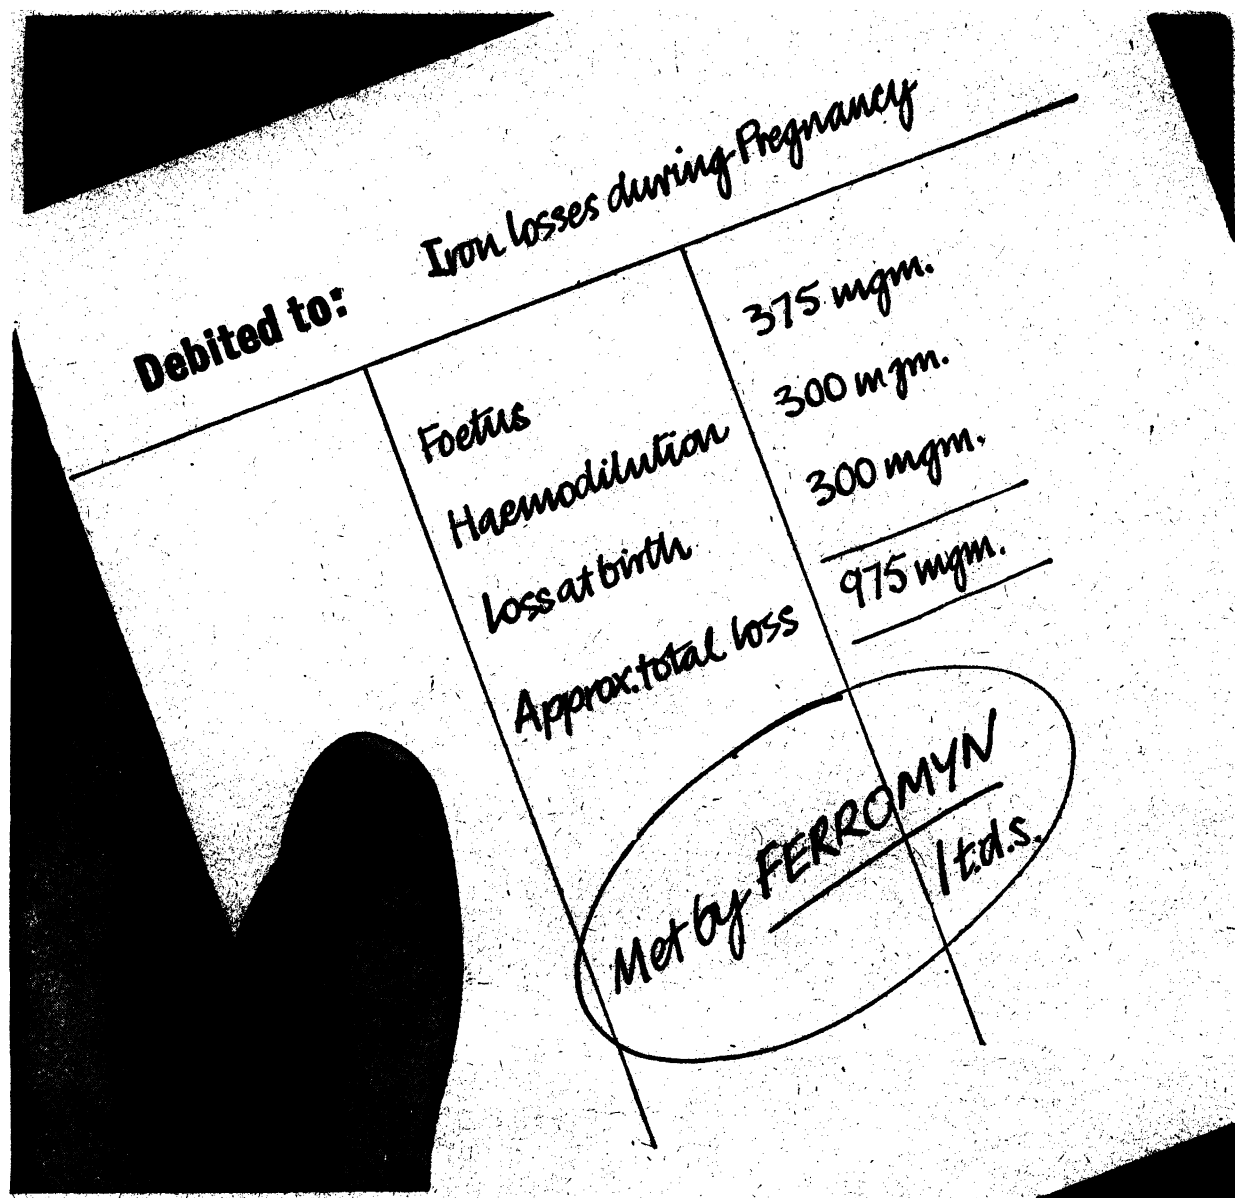 Debited to: Iron losses during Pregnancy
Foetus 375 mgm.
Haemodilution 300 mgm.
Loss at birth 300 mgm.
Approx. total loss 975 mgm.
Met by FERROMYN
1 t.d.s.